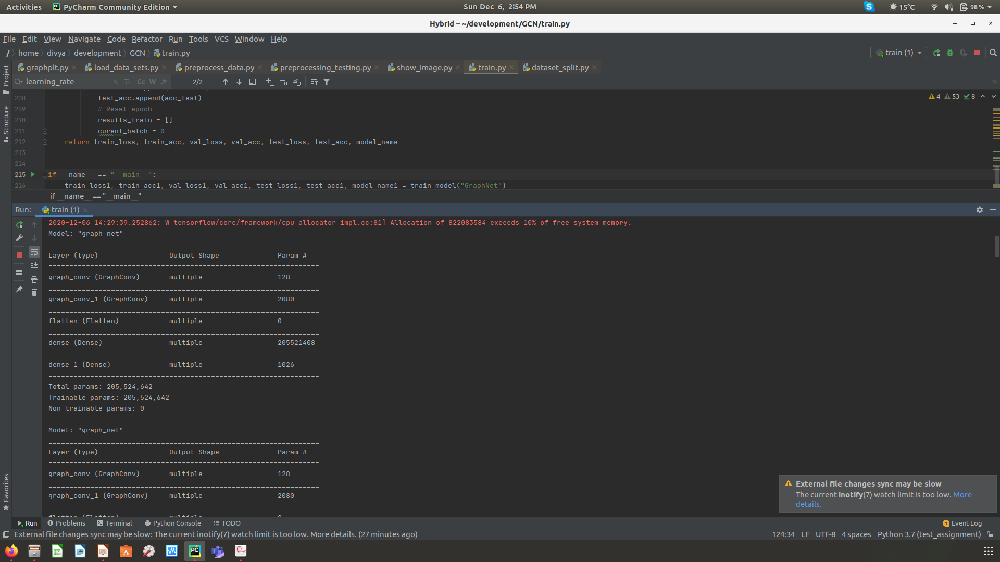 Activities PyCharm Community Edition Sun Dec 6, 2:54 PM 15°C 98 %
Hybrid – ~/development/GCN/train.py
File Edit View Navigate Code Refactor Run Tools VCS Window Help
/ home divya development GCN train.py train (1)
graphplt.py load_data_sets.py preprocess_data.py preprocessing_testing.py show_image.py train.py dataset_split.py
learning_rate Cc W .* 2/2
208 test_acc.append(acc_test) 4 53 8
209 # Reset epoch
210 results_train = []
211 curent_batch = 0
212 return train_loss, train_acc, val_loss, val_acc, test_loss, test_acc, model_name
213
214
215 if __name__ == "__main__":
216 train_loss1, train_acc1, val_loss1, val_acc1, test_loss1, test_acc1, model_name1 = train_model("GraphNet")
if __name__ == "__main__"
Project
Structure
Favorites
Run: train (1)
2020-12-06 14:29:39.252862: W tensorflow/core/framework/cpu_allocator_impl.cc:81] Allocation of 822083584 exceeds 10% of free system memory.
Model: "graph_net"
_________________________________________________________________
Layer (type) Output Shape Param #
=================================================================
graph_conv (GraphConv) multiple 128
_________________________________________________________________
graph_conv_1 (GraphConv) multiple 2080
_________________________________________________________________
flatten (Flatten) multiple 0
_________________________________________________________________
dense (Dense) multiple 205521408
_________________________________________________________________
dense_1 (Dense) multiple 1026
=================================================================
Total params: 205,524,642
Trainable params: 205,524,642
Non-trainable params: 0
_________________________________________________________________
Model: "graph_net"
_________________________________________________________________
Layer (type) Output Shape Param #
=================================================================
graph_conv (GraphConv) multiple 128
_________________________________________________________________
graph_conv_1 (GraphConv) multiple 2080
_________________________________________________________________
flatten (Flatten) multiple 0
External file changes sync may be slow
The current inotify(7) watch limit is too low. More
details.
Run Problems Terminal Python Console TODO 1 Event Log
External file changes sync may be slow: The current inotify(7) watch limit is too low. More details. (27 minutes ago) 124:34 LF UTF-8 4 spaces Python 3.7 (test_assignment)